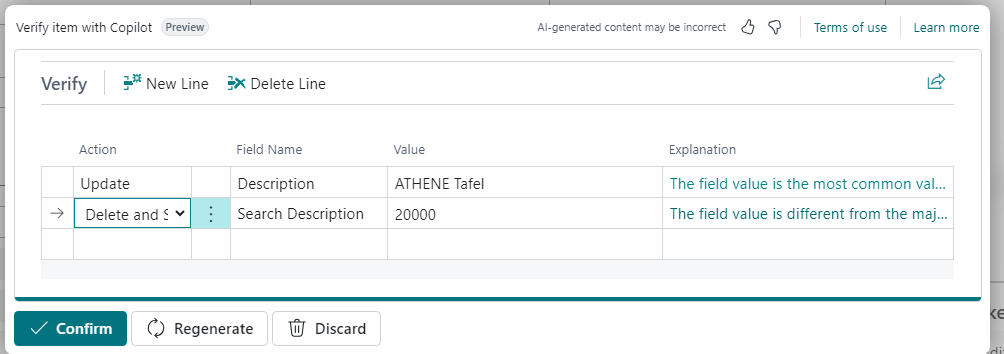 Verify item with Copilot Preview AI-generated content may be incorrect Terms of use Learn more
Verify New Line Delete Line
Action Field Name Value Explanation
Update Description ATHENE Tafel The field value is the most common val...
Delete and S Search Description 20000 The field value is different from the maj...
Confirm Regenerate Discard